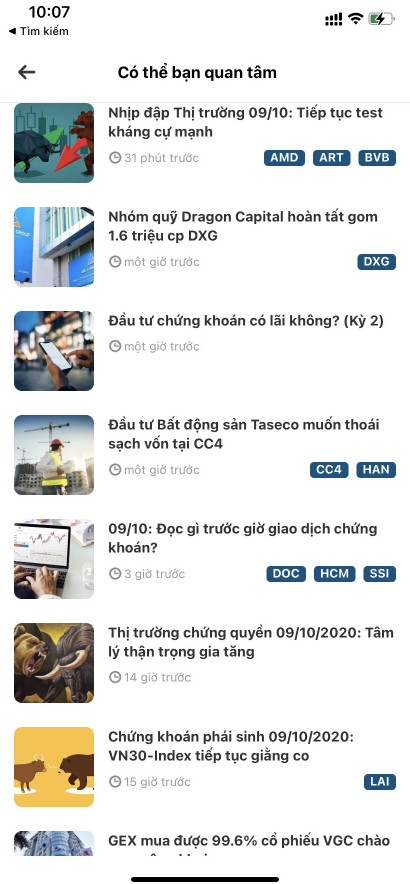 10:07
◀ Tìm kiếm
Có thể bạn quan tâm
Nhịp đập Thị trường 09/10: Tiếp tục test
kháng cự mạnh
31 phút trước
AMD ART BVB
Nhóm quỹ Dragon Capital hoàn tất gom
1.6 triệu cp DXG
một giờ trước
DXG
Đầu tư chứng khoán có lãi không? (Kỳ 2)
một giờ trước
Đầu tư Bất động sản Taseco muốn thoái
sạch vốn tại CC4
một giờ trước
CC4 HAN
09/10: Đọc gì trước giờ giao dịch chứng
khoán?
3 giờ trước
DOC HCM SSI
Thị trường chứng quyền 09/10/2020: Tâm
lý thận trọng gia tăng
14 giờ trước
Chứng khoán phái sinh 09/10/2020:
VN30-Index tiếp tục giằng co
15 giờ trước
LAI
GEX mua được 99.6% cổ phiếu VGC chào